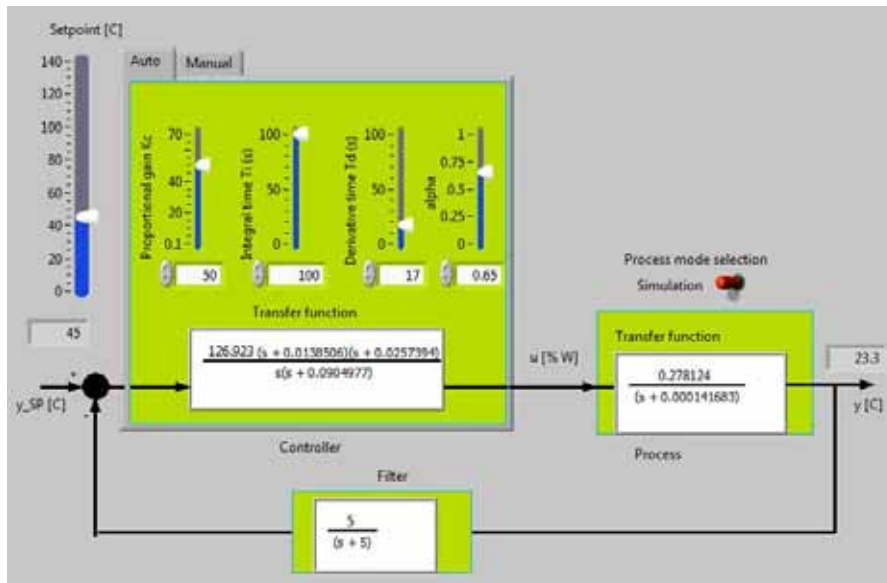 Setpoint [C]
140
120
100
80
60
40
20
0
45
Auto
Manual
Proportional gain Kc
70
40
20
0.1
50
Integral time Ti (s)
100
50
0
100
Derivative time Td (s)
100
50
0
17
alpha
1
0.75
0.5
0.25
0
0.65
Transfer function
126.923 (s + 0.0138506)(s + 0.0257394)
s(s + 0.0904977)
Controller
+
-
y_SP [C]
u [% W]
Process mode selection
Simulation
Transfer function
0.278124
(s + 0.000141683)
Process
23.3
y [C]
Filter
5
(s + 5)